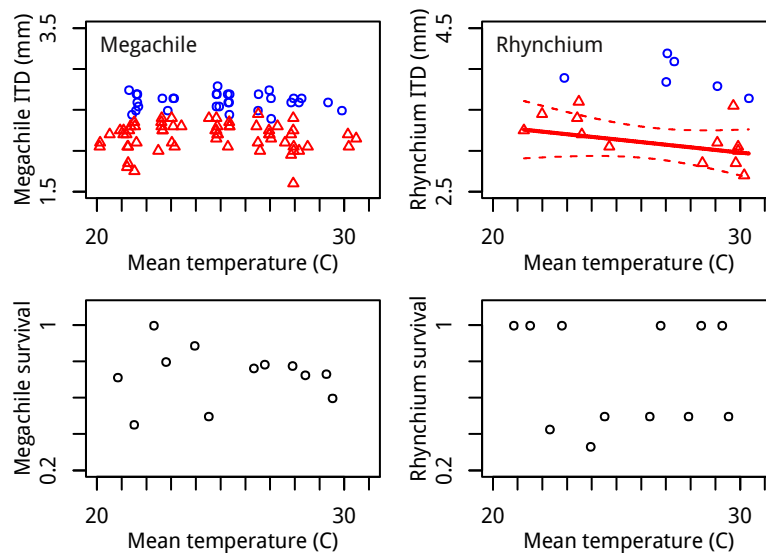 Megachile ITD (mm)
3.5
1.5
Megachile
20
30
Mean temperature (C)
Rhynchium ITD (mm)
4.5
2.5
Rhynchium
20
30
Mean temperature (C)
Megachile survival
1
0.2
20
30
Mean temperature (C)
Rhynchium survival
1
0.2
20
30
Mean temperature (C)